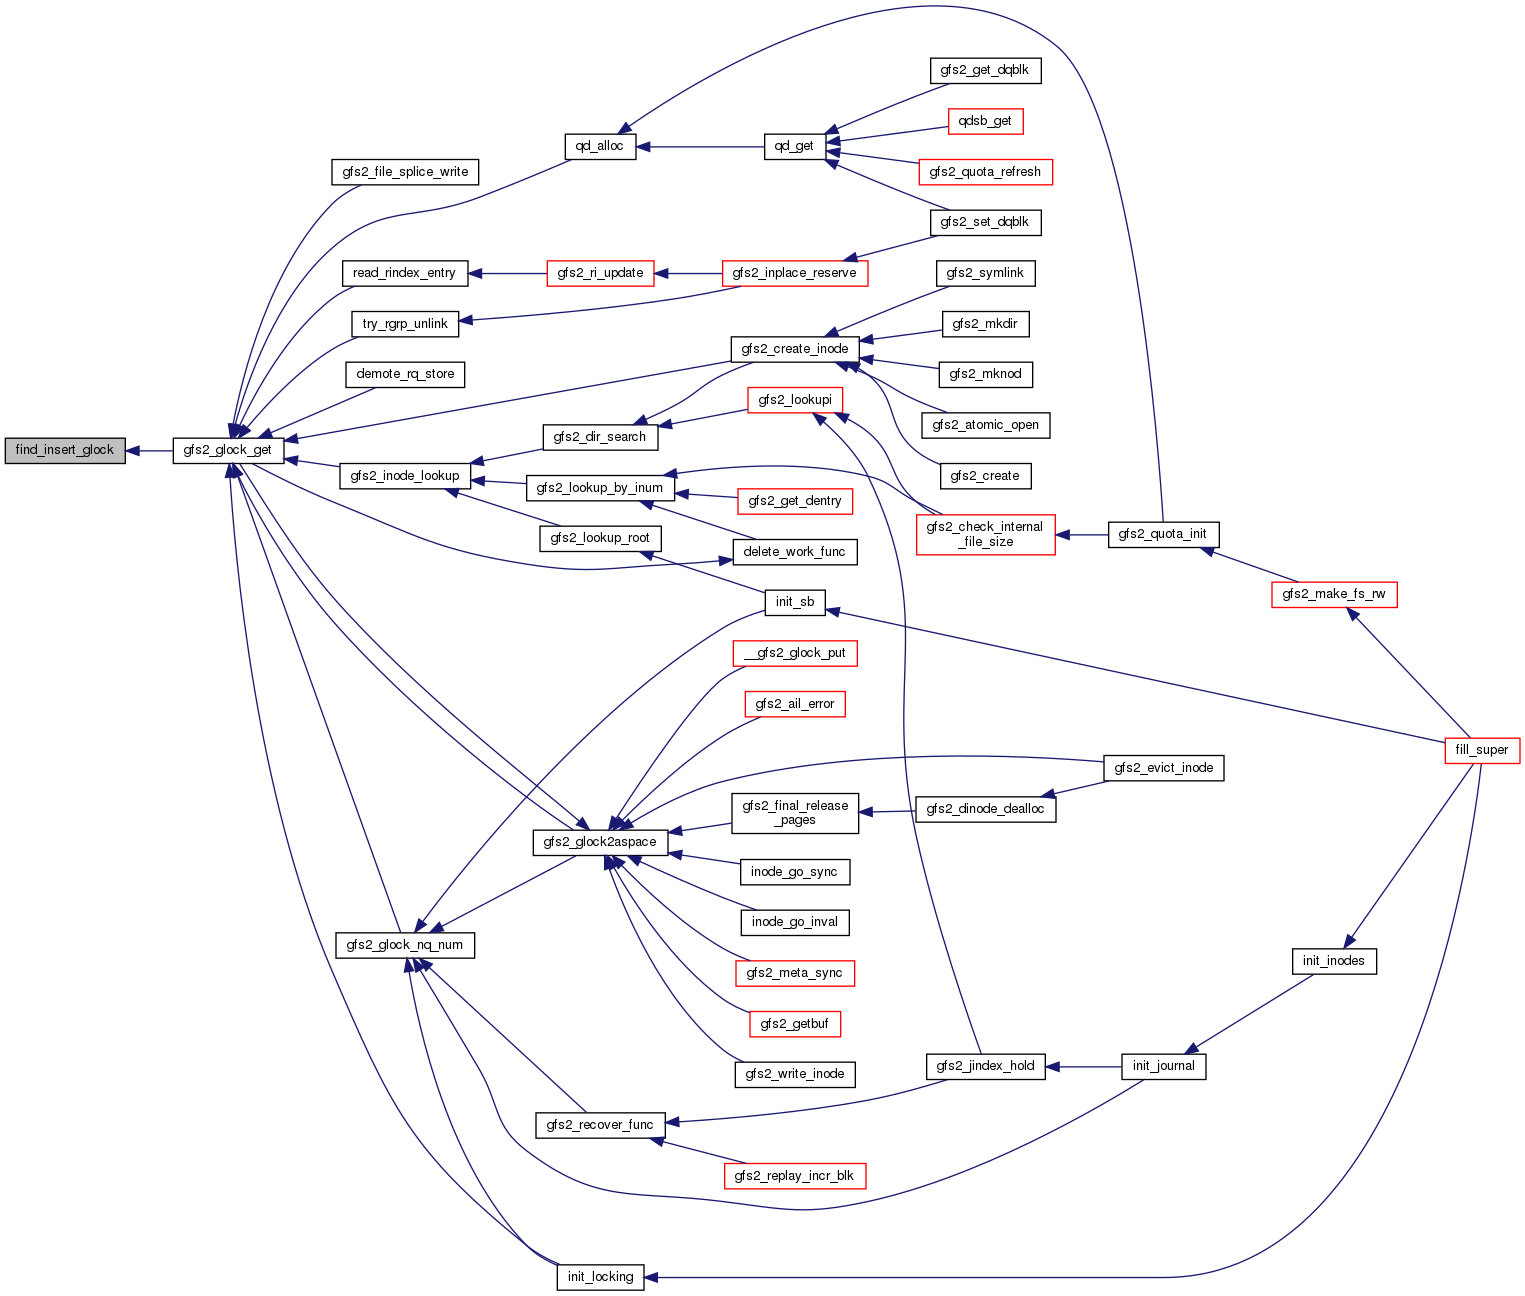 gfs2_get_dqblk
qdsb_get
qd_alloc
qd_get
gfs2_file_splice_write
gfs2_quota_refresh
gfs2_set_dqblk
read_rindex_entry
gfs2_ri_update
gfs2_inplace_reserve
gfs2_symlink
try_rgrp_unlink
gfs2_mkdir
gfs2_create_inode
demote_rq_store
gfs2_mknod
gfs2_lookupi
gfs2_atomic_open
find_insert_glock
gfs2_glock_get
gfs2_dir_search
gfs2_inode_lookup
gfs2_create
gfs2_lookup_by_inum
gfs2_get_dentry
gfs2_check_internal
_file_size
gfs2_quota_init
gfs2_lookup_root
delete_work_func
init_sb
gfs2_make_fs_rw
__gfs2_glock_put
gfs2_ail_error
fill_super
gfs2_evict_inode
gfs2_final_release
_pages
gfs2_dinode_dealloc
gfs2_glock2aspace
inode_go_sync
inode_go_inval
gfs2_glock_nq_num
gfs2_meta_sync
init_inodes
gfs2_getbuf
gfs2_write_inode
gfs2_jindex_hold
init_journal
gfs2_recover_func
gfs2_replay_incr_blk
init_locking